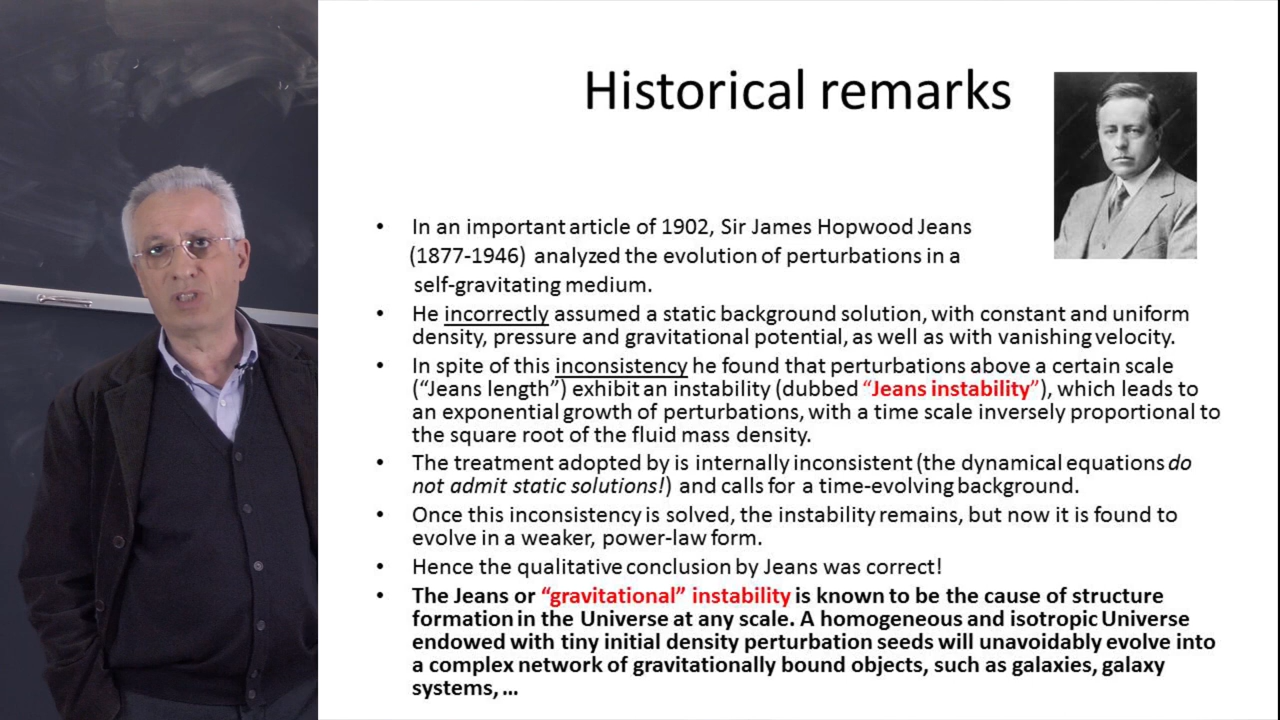 Historical remarks
• In an important article of 1902, Sir James Hopwood Jeans
(1877-1946) analyzed the evolution of perturbations in a
self-gravitating medium.
• He incorrectly assumed a static background solution, with constant and uniform
density, pressure and gravitational potential, as well as with vanishing velocity.
• In spite of this inconsistency he found that perturbations above a certain scale
(“Jeans length”) exhibit an instability (dubbed “Jeans instability”), which leads to
an exponential growth of perturbations, with a time scale inversely proportional to
the square root of the fluid mass density.
• The treatment adopted by is internally inconsistent (the dynamical equations do
not admit static solutions!) and calls for a time-evolving background.
• Once this inconsistency is solved, the instability remains, but now it is found to
evolve in a weaker, power-law form.
• Hence the qualitative conclusion by Jeans was correct!
• The Jeans or “gravitational” instability is known to be the cause of structure
formation in the Universe at any scale. A homogeneous and isotropic Universe
endowed with tiny initial density perturbation seeds will unavoidably evolve into
a complex network of gravitationally bound objects, such as galaxies, galaxy
systems, ...